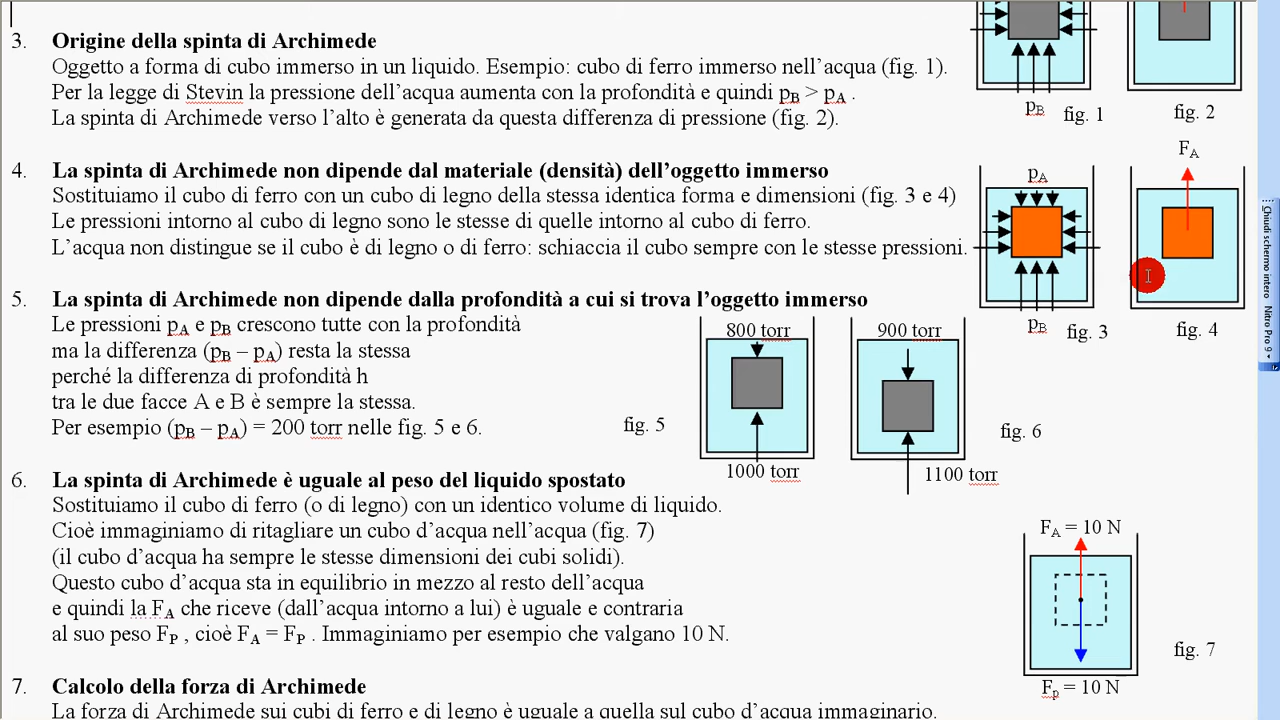 3. Origine della spinta di Archimede
Oggetto a forma di cubo immerso in un liquido. Esempio: cubo di ferro immerso nell’acqua (fig. 1).
Per la legge di Stevin la pressione dell’acqua aumenta con la profondità e quindi pB > pA .
La spinta di Archimede verso l’alto è generata da questa differenza di pressione (fig. 2).
pB fig. 1
fig. 2
4. La spinta di Archimede non dipende dal materiale (densità) dell’oggetto immerso
Sostituiamo il cubo di ferro con un cubo di legno della stessa identica forma e dimensioni (fig. 3 e 4)
Le pressioni intorno al cubo di legno sono le stesse di quelle intorno al cubo di ferro.
L’acqua non distingue se il cubo è di legno o di ferro: schiaccia il cubo sempre con le stesse pressioni.
pA
pB fig. 3
FA
fig. 4
5. La spinta di Archimede non dipende dalla profondità a cui si trova l’oggetto immerso
Le pressioni pA e pB crescono tutte con la profondità
ma la differenza (pB – pA) resta la stessa
perché la differenza di profondità h
tra le due facce A e B è sempre la stessa.
Per esempio (pB – pA) = 200 torr nelle fig. 5 e 6.
800 torr
fig. 5
1000 torr
900 torr
fig. 6
1100 torr
6. La spinta di Archimede è uguale al peso del liquido spostato
Sostituiamo il cubo di ferro (o di legno) con un identico volume di liquido.
Cioè immaginiamo di ritagliare un cubo d’acqua nell’acqua (fig. 7)
(il cubo d’acqua ha sempre le stesse dimensioni dei cubi solidi).
Questo cubo d’acqua sta in equilibrio in mezzo al resto dell’acqua
e quindi la FA che riceve (dall’acqua intorno a lui) è uguale e contraria
al suo peso FP , cioè FA = FP . Immaginiamo per esempio che valgano 10 N.
FA = 10 N
fig. 7
Fp = 10 N
7. Calcolo della forza di Archimede
La forza di Archimede sui cubi di ferro e di legno è uguale a quella sul cubo d’acqua immaginario.
Chiudi schermo intero
Nitro Pro 9